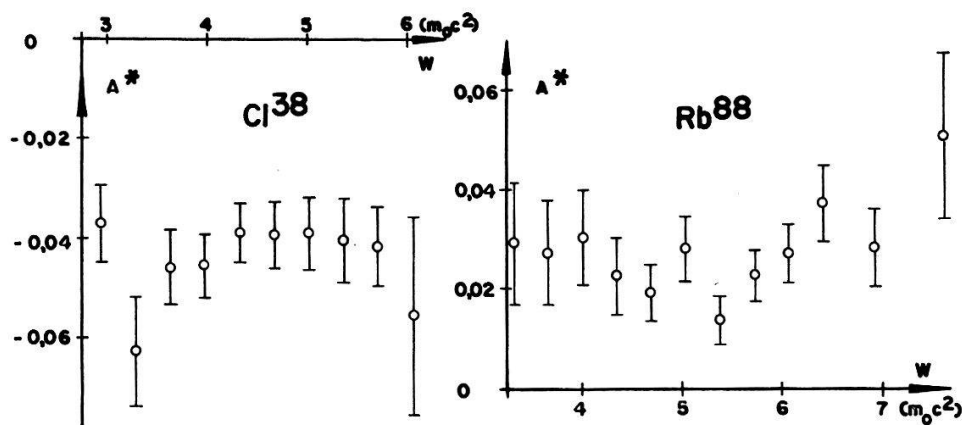 3 4 5 6 (m₀c²)
W
0
A*
Cl³⁸
-0,02
-0,04
-0,06
A*
Rb⁸⁸
0,06
0,04
0,02
0
W
4 5 6 7 (m₀c²)